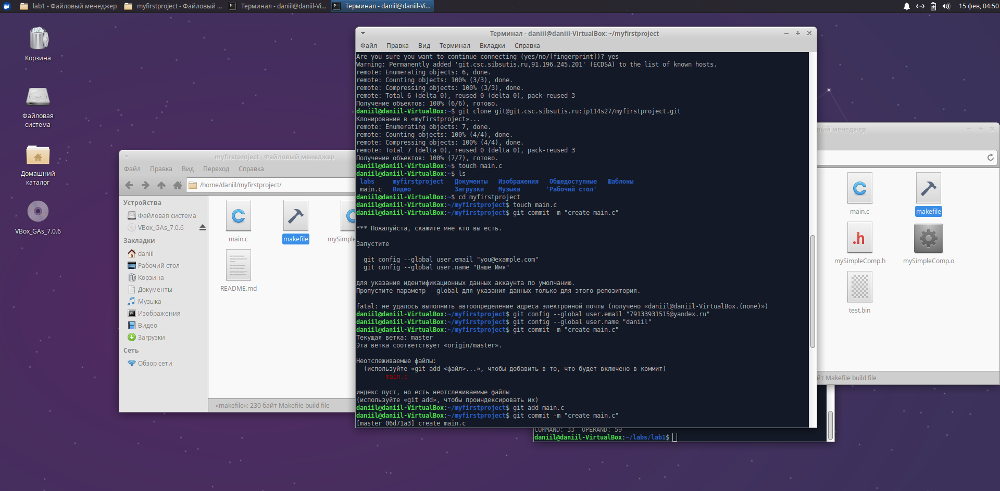 lab1 - Файловый менеджер
myfirstproject - Файловый ...
Терминал - daniil@daniil-Vi...
Терминал - daniil@daniil-Vi...
15 фев, 04:50
Корзина
Файловая
система
Домашний
каталог
VBox_GAs_7.0.6
myfirstproject - Файловый менеджер
Файл Правка Вид Переход Справка
/home/daniil/myfirstproject/
Устройства
Файловая система
VBox_GAs_7.0.6
Закладки
daniil
Рабочий стол
Корзина
Документы
Музыка
Изображения
Видео
Загрузки
Сеть
Обзор сети
main.c
makefile
mySimple
README.md
«makefile»: 230 байт Makefile build file
Терминал - daniil@daniil-VirtualBox: ~/myfirstproject
Файл Правка Вид Терминал Вкладки Справка
Are you sure you want to continue connecting (yes/no/[fingerprint])? yes
Warning: Permanently added 'git.csc.sibsutis.ru,91.196.245.201' (ECDSA) to the list of known hosts.
remote: Enumerating objects: 6, done.
remote: Counting objects: 100% (3/3), done.
remote: Compressing objects: 100% (3/3), done.
remote: Total 6 (delta 0), reused 0 (delta 0), pack-reused 3
Получение объектов: 100% (6/6), готово.
daniil@daniil-VirtualBox:~$ git clone git@git.csc.sibsutis.ru:ip114s27/myfirstproject.git
Клонирование в «myfirstproject»...
remote: Enumerating objects: 7, done.
remote: Counting objects: 100% (4/4), done.
remote: Compressing objects: 100% (4/4), done.
remote: Total 7 (delta 0), reused 0 (delta 0), pack-reused 3
Получение объектов: 100% (7/7), готово.
daniil@daniil-VirtualBox:~$ touch main.c
daniil@daniil-VirtualBox:~$ ls
labs myfirstproject Документы Изображения Общедоступные Шаблоны
main.c Видео Загрузки Музыка 'Рабочий стол'
daniil@daniil-VirtualBox:~$ cd myfirstproject
daniil@daniil-VirtualBox:~/myfirstproject$ touch main.c
daniil@daniil-VirtualBox:~/myfirstproject$ git commit -m "create main.c"
*** Пожалуйста, скажите мне кто вы есть.
Запустите
git config --global user.email "you@example.com"
git config --global user.name "Ваше Имя"
для указания идентификационных данных аккаунта по умолчанию.
Пропустите параметр --global для указания данных только для этого репозитория.
fatal: не удалось выполнить автоопределение адреса электронной почты (получено «daniil@daniil-VirtualBox.(none)»)
daniil@daniil-VirtualBox:~/myfirstproject$ git config --global user.email "79133931515@yandex.ru"
daniil@daniil-VirtualBox:~/myfirstproject$ git config --global user.name "daniil"
daniil@daniil-VirtualBox:~/myfirstproject$ git commit -m "create main.c"
Текущая ветка: master
Эта ветка соответствует «origin/master».
Неотслеживаемые файлы:
(используйте «git add <файл>...», чтобы добавить в то, что будет включено в коммит)
main.c
индекс пуст, но есть неотслеживаемые файлы
(используйте «git add», чтобы проиндексировать их)
daniil@daniil-VirtualBox:~/myfirstproject$ git add main.c
daniil@daniil-VirtualBox:~/myfirstproject$ git commit -m "create main.c"
[master 06d71a3] create main.c
COMMAND: 33 OPERAND: 59
daniil@daniil-VirtualBox:~/labs/lab1$
вый менеджер
main.c
makefile
mySimpleComp.h
mySimpleComp.o
test.bin
йт Makefile build file